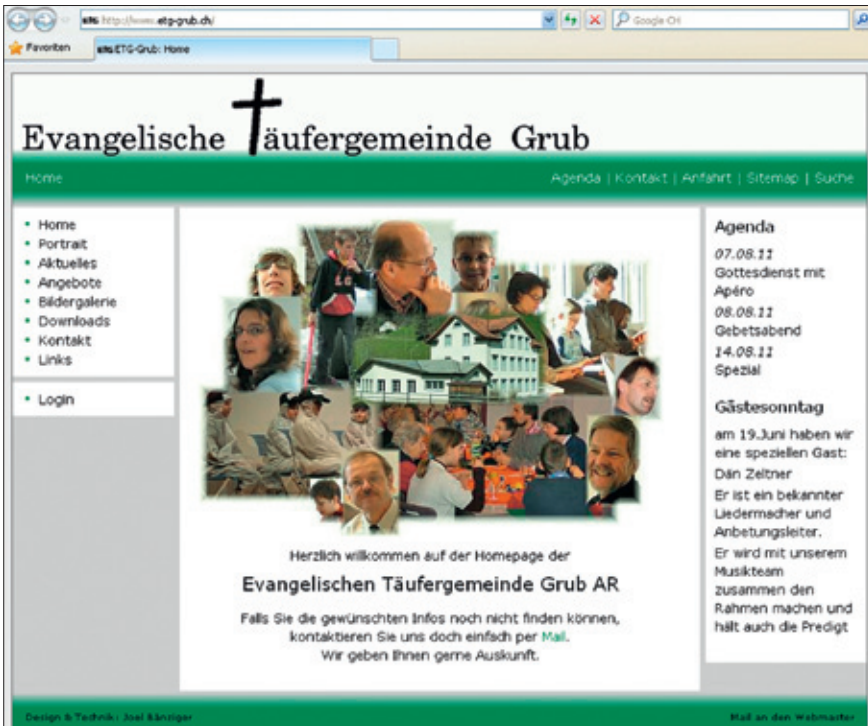 http://www.etg-grub.ch/
Google CH
Favoriten
ETG-Grub: Home
Evangelische Täufergemeinde Grub
Home
Agenda | Kontakt | Anfahrt | Sitemap | Suche
Home
Portrait
Aktuelles
Angebote
Bildergalerie
Downloads
Kontakt
Links
Login
Herzlich willkommen auf der Homepage der
Evangelischen Täufergemeinde Grub AR
Falls Sie die gewünschten Infos noch nicht finden können,
kontaktieren Sie uns doch einfach per Mail.
Wir geben Ihnen gerne Auskunft.
Agenda
07.08.11
Gottesdienst mit
Apéro
08.08.11
Gebetsabend
14.08.11
Spezial
Gästesonntag
am 19.Juni haben wir
eine speziellen Gast:
Dän Zeltner
Er ist ein bekannter
Liedermacher und
Anbetungsleiter.
Er wird mit unserem
Musikteam
zusammen den
Rahmen machen und
hält auch die Predigt
Design & Technik: Joel Bänziger
Mail an den Webmaster